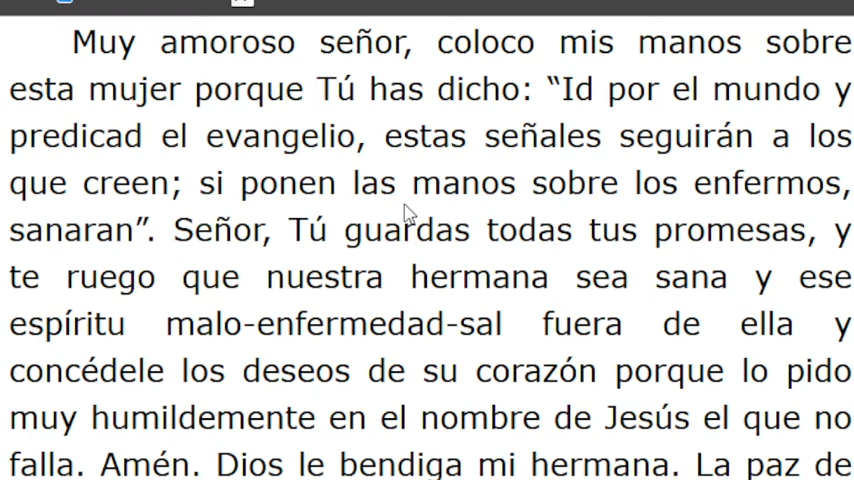 Muy amoroso señor, coloco mis manos sobre
esta mujer porque Tú has dicho: “Id por el mundo y
predicad el evangelio, estas señales seguirán a los
que creen; si ponen las manos sobre los enfermos,
sanaran”. Señor, Tú guardas todas tus promesas, y
te ruego que nuestra hermana sea sana y ese
espíritu malo-enfermedad-sal fuera de ella y
concédele los deseos de su corazón porque lo pido
muy humildemente en el nombre de Jesús el que no
falla. Amén. Dios le bendiga mi hermana. La paz de